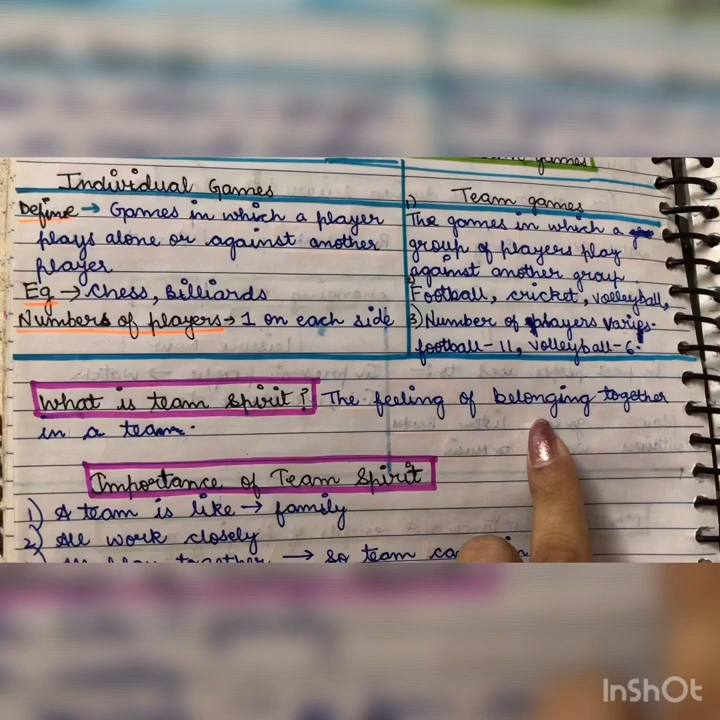 games
Individual Games
Define → Games in which a player
plays alone or against another
player
Eg → Chess, Billiards
Numbers of players → 1 on each side
Team games
1) The games in which a
group of players play
against another group
2) Football, cricket, volleyball,
3) Number of players varies.
football-11, volleyball-6.
What is team spirit? The feeling of belonging together
in a team.
Importance of Team Spirit
1) A team is like → family
2) All work closely
together → so team can
InShOt